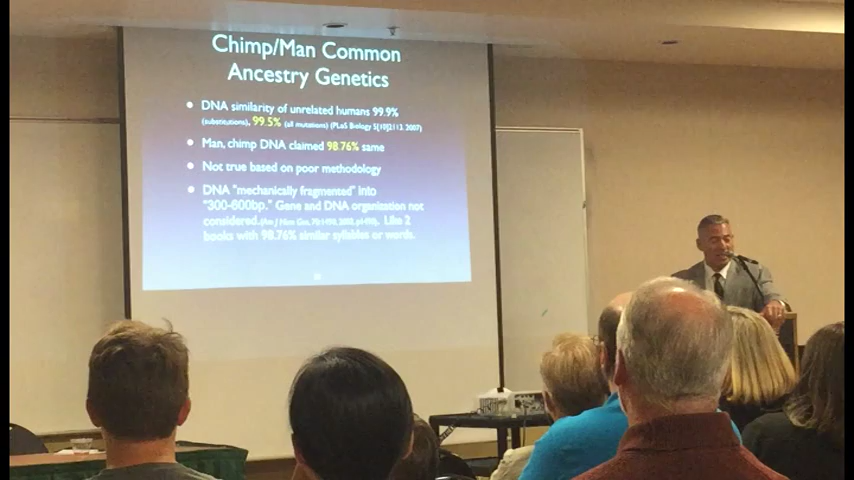 Chimp/Man Common
Ancestry Genetics
• DNA similarity of unrelated humans 99.9%
(substitutions), 99.5% (all mutations) (PLoS Biology 5[10]2113, 2007)
• Man, chimp DNA claimed 98.76% same
• Not true based on poor methodology
• DNA "mechanically fragmented" into
"300-600bp." Gene and DNA organization not
considered. Like 2
books with 98.76% similar syllables or words.